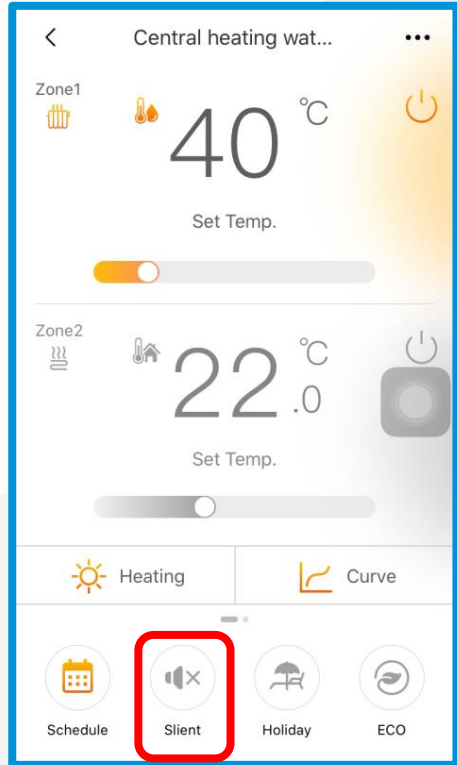 Central heating wat...
Zone1
40 °C
Set Temp.
Zone2
22.0 °C
Set Temp.
Heating
Curve
Schedule
Slient
Holiday
ECO